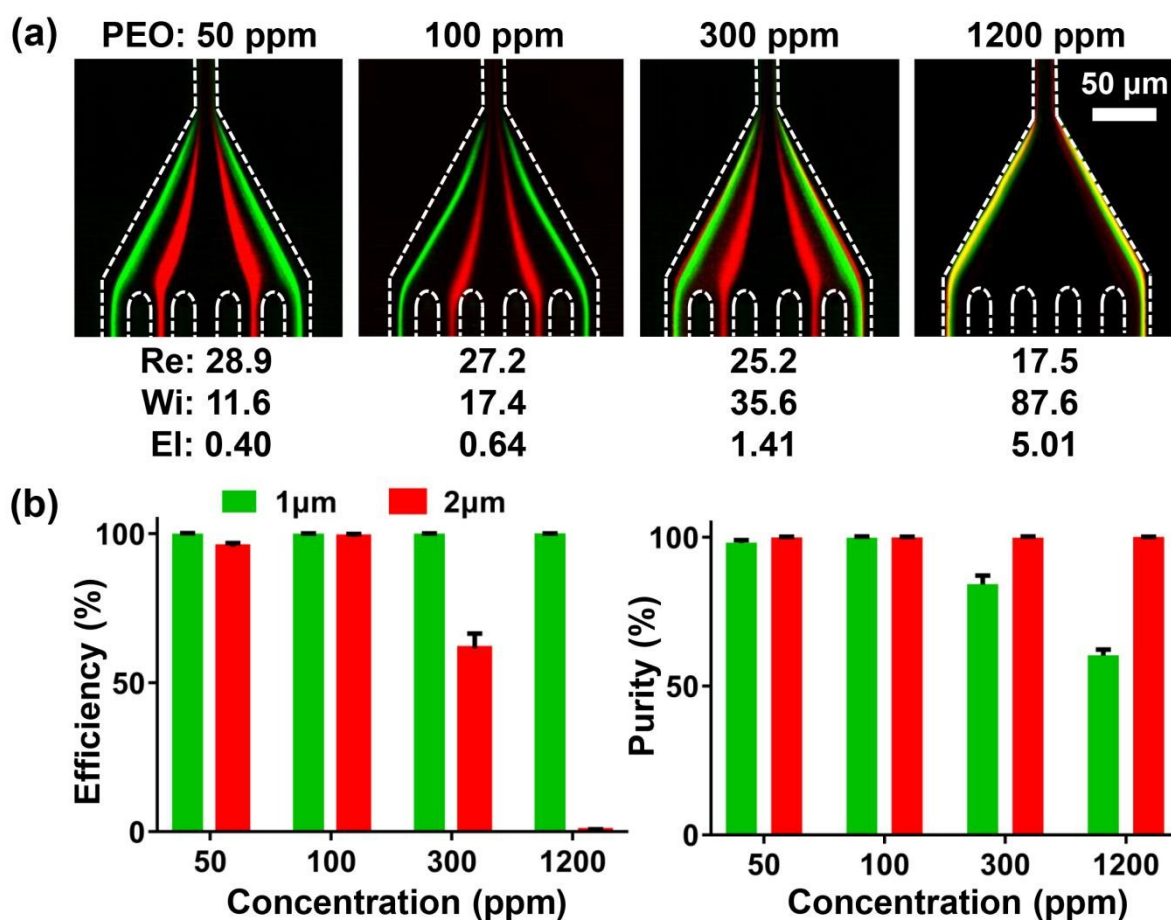 (a) PEO: 50 ppm 100 ppm 300 ppm 1200 ppm
50 µm
Re: 28.9 27.2 25.2 17.5
Wi: 11.6 17.4 35.6 87.6
El: 0.40 0.64 1.41 5.01
(b) 1µm 2µm
Efficiency (%)
100
50
0
50 100 300 1200
Concentration (ppm)
Purity (%)
100
50
0
50 100 300 1200
Concentration (ppm)